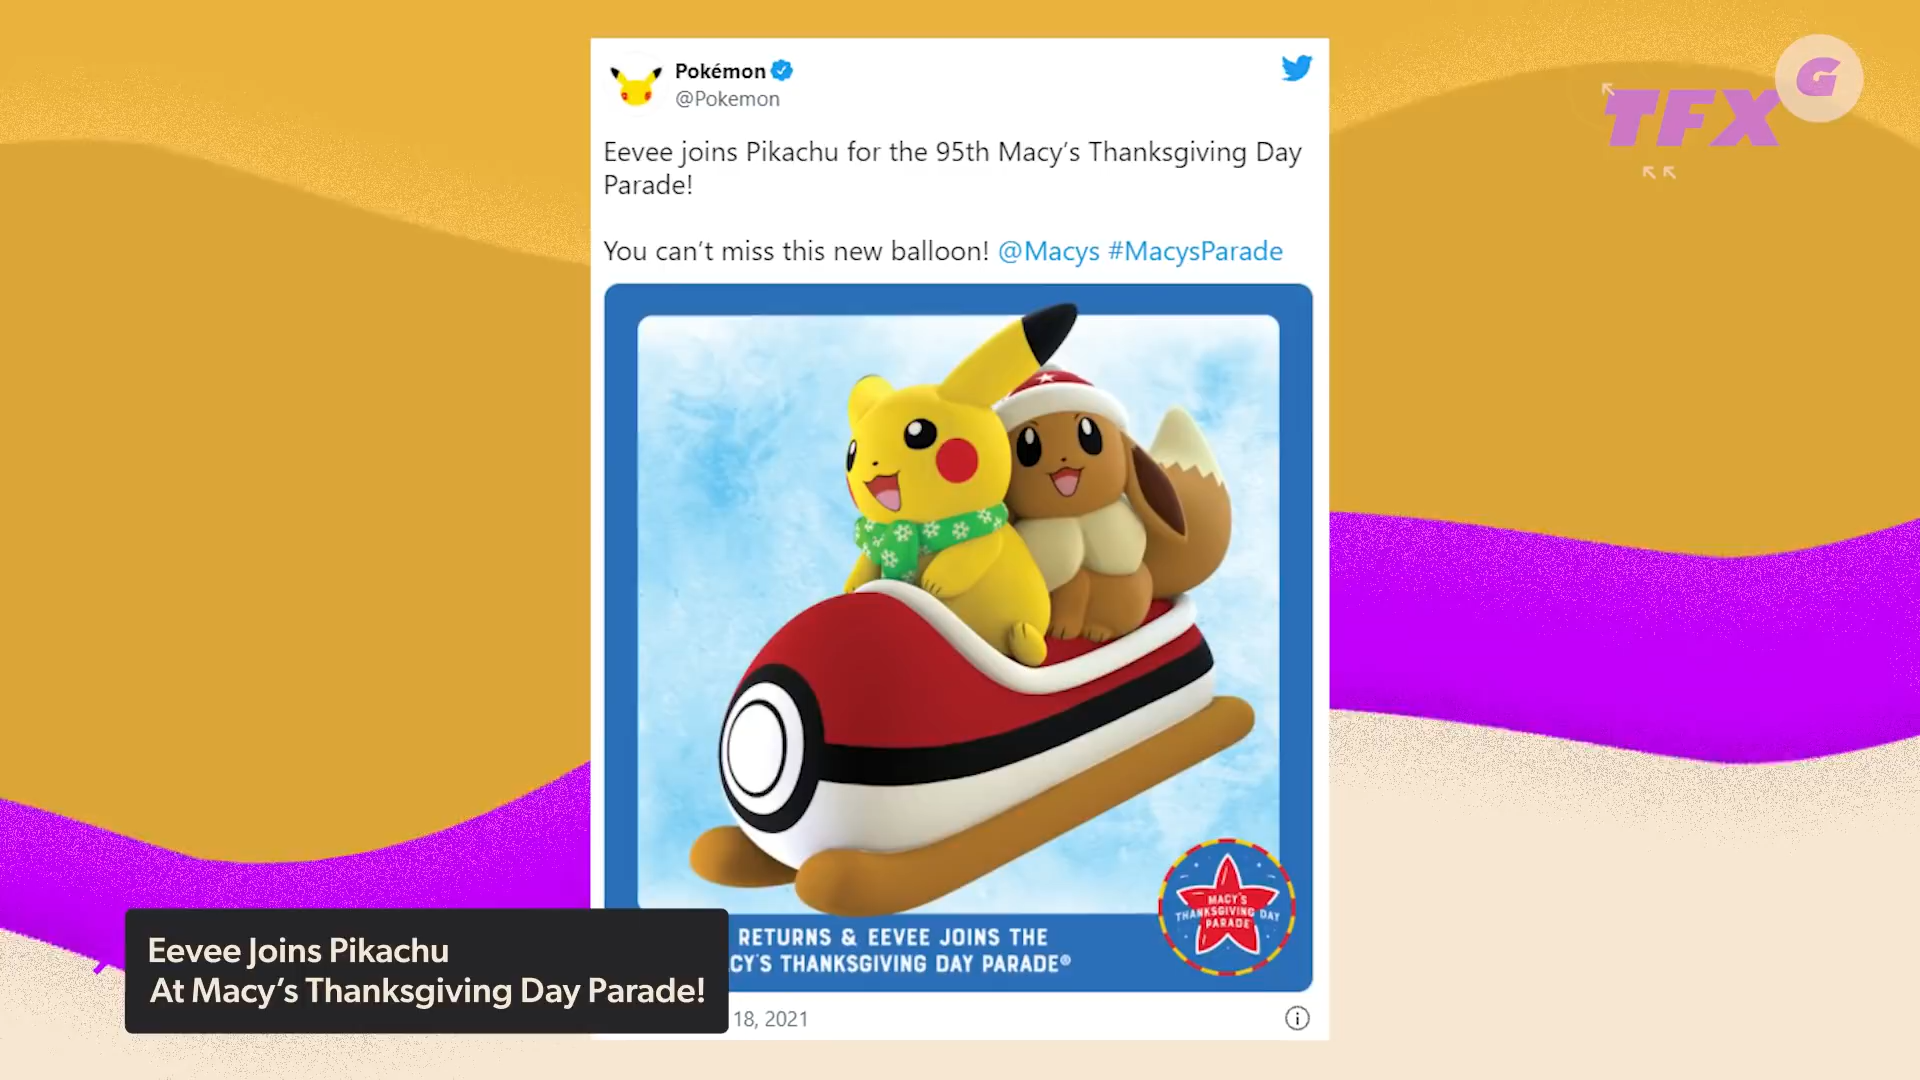 Pokémon
@Pokemon
Eevee joins Pikachu for the 95th Macy's Thanksgiving Day
Parade!
You can't miss this new balloon! @Macys #MacysParade
MACY'S
THANKSGIVING DAY
PARADE
RETURNS & EEVEE JOINS THE
CY'S THANKSGIVING DAY PARADE®
18, 2021
Eevee Joins Pikachu
At Macy's Thanksgiving Day Parade!
TFX
G